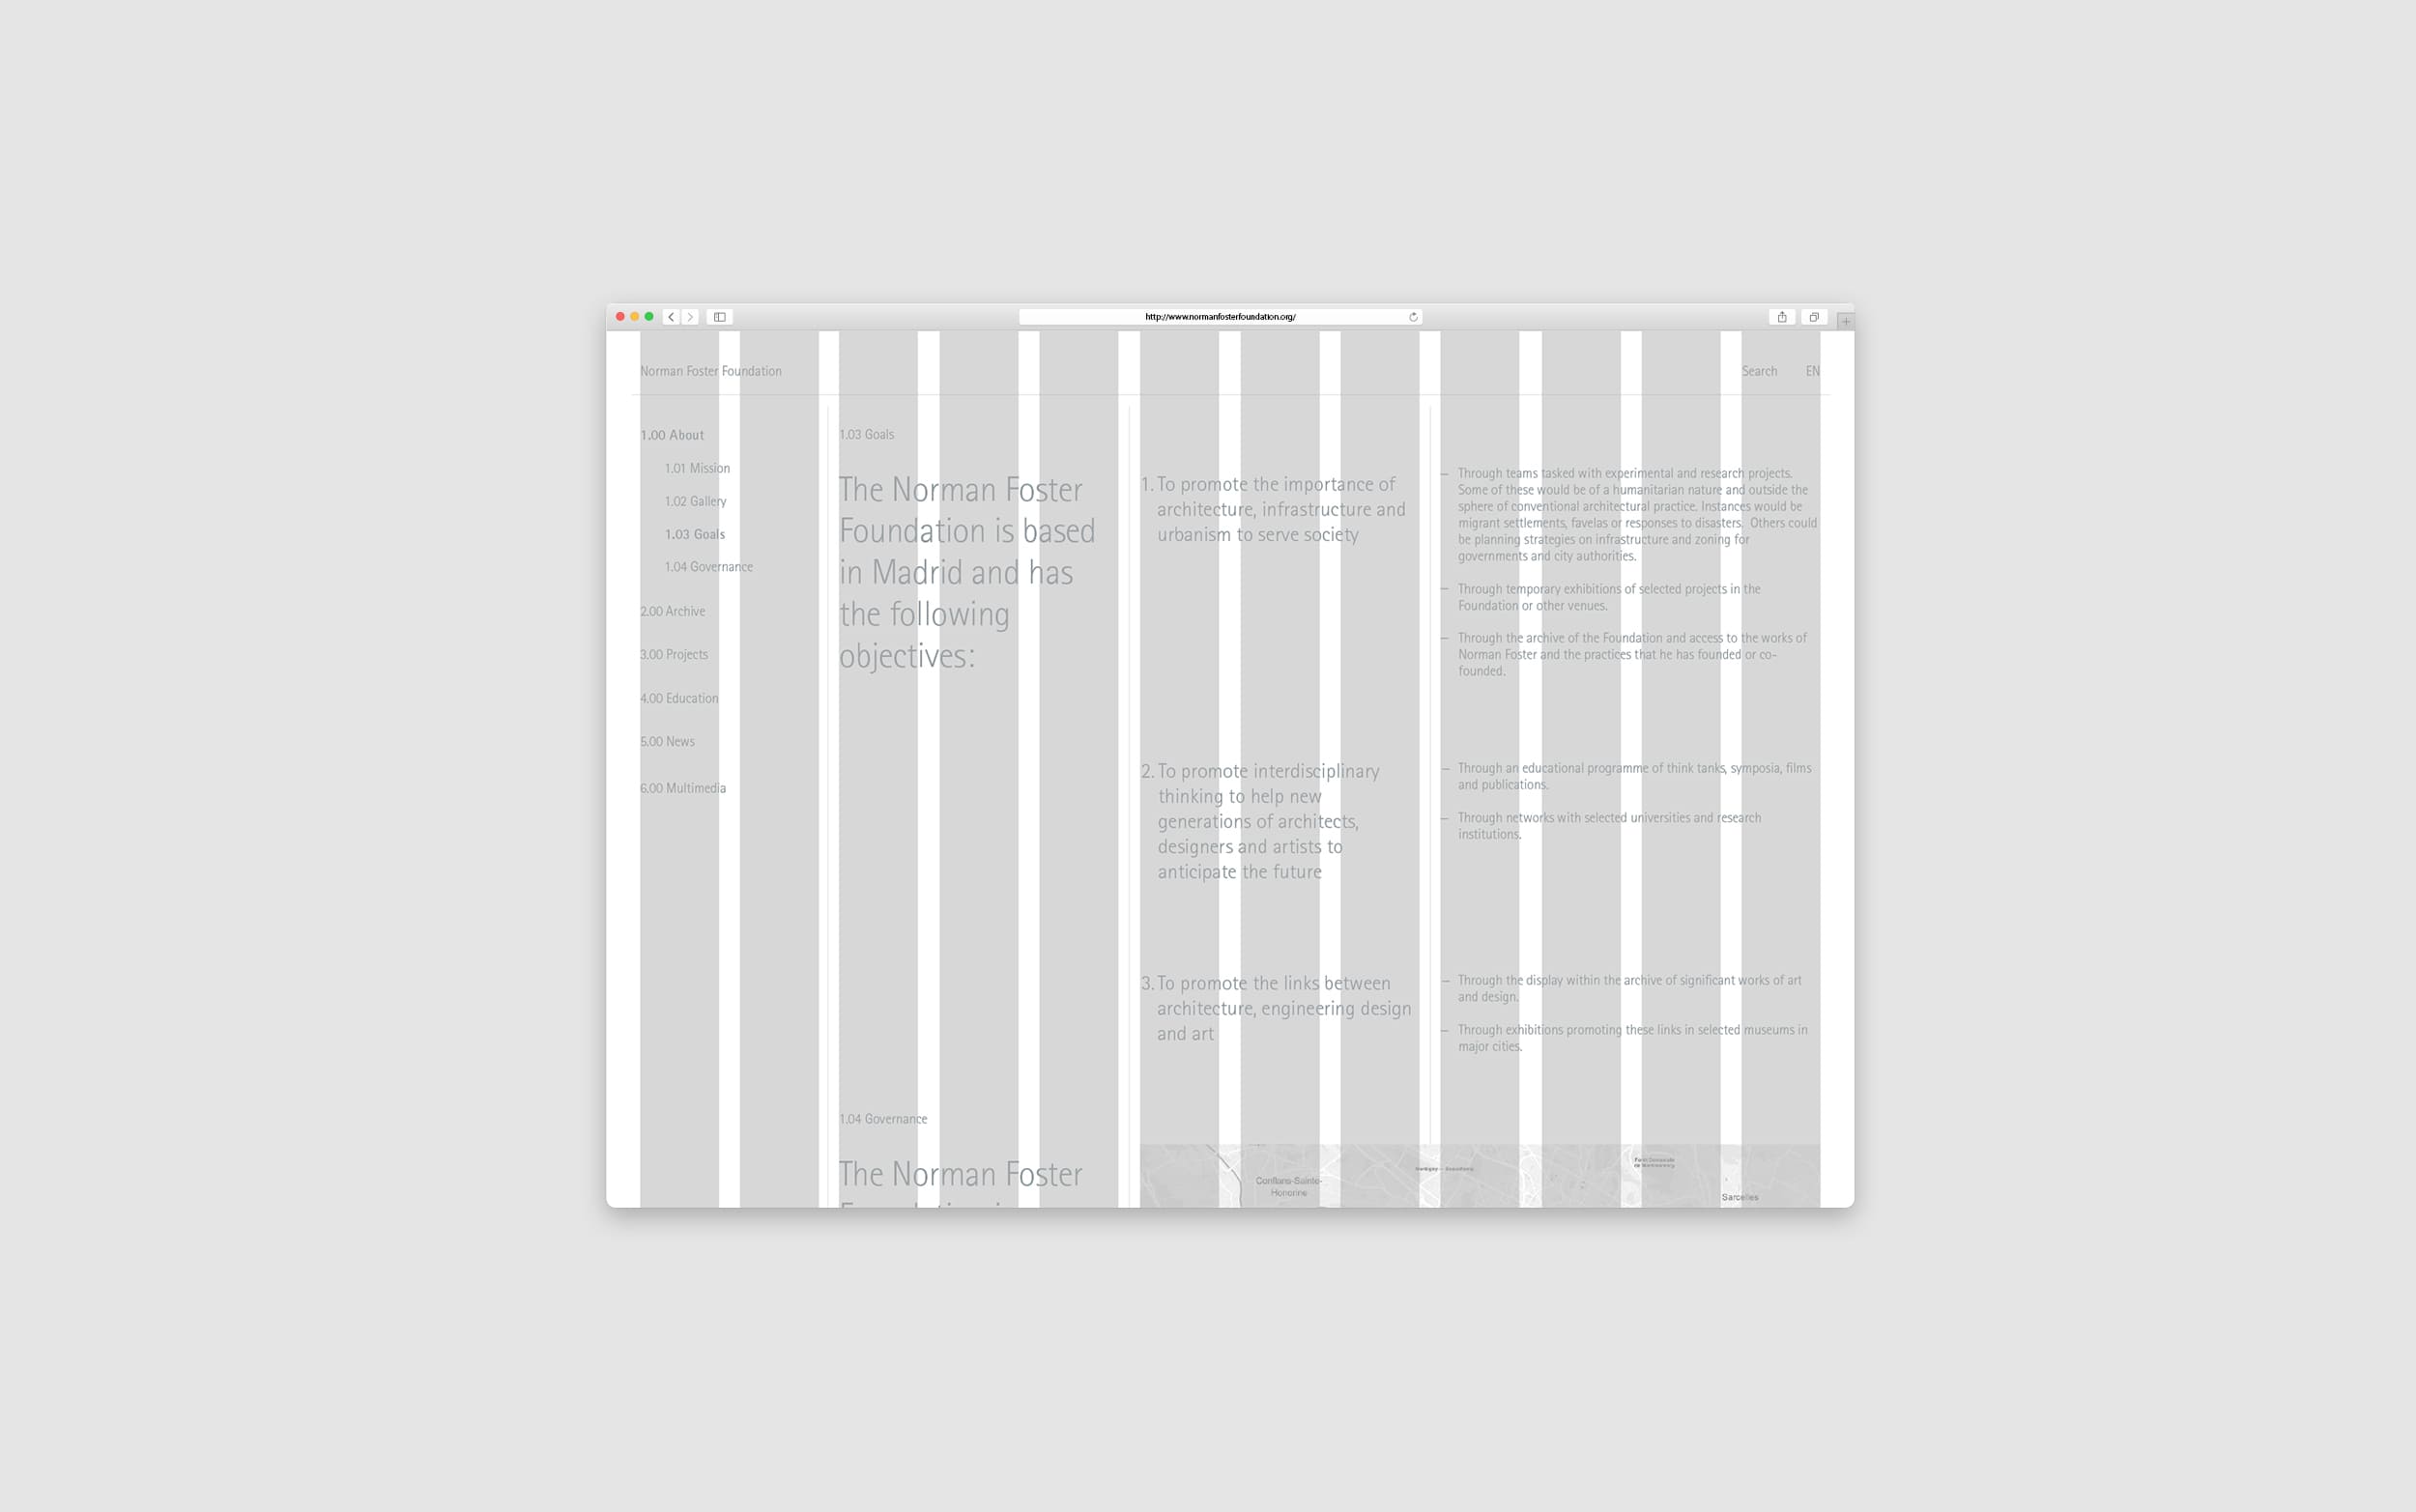 http://www.normanfosterfoundation.org/
Norman Foster Foundation
Search
EN
1.00 About
1.01 Mission
1.02 Gallery
1.03 Goals
1.04 Governance
2.00 Archive
3.00 Projects
4.00 Education
5.00 News
6.00 Multimedia
1.03 Goals
The Norman Foster
Foundation is based
in Madrid and has
the following
objectives:
1. To promote the importance of
architecture, infrastructure and
urbanism to serve society
– Through teams tasked with experimental and research projects.
Some of these would be of a humanitarian nature and outside the
sphere of conventional architectural practice. Instances would be
migrant settlements, favelas or responses to disasters.  Others could
be planning strategies on infrastructure and zoning for
governments and city authorities.
– Through temporary exhibitions of selected projects in the
Foundation or other venues.
– Through the archive of the Foundation and access to the works of
Norman Foster and the practices that he has founded or co-
founded.
2. To promote interdisciplinary
thinking to help new
generations of architects,
designers and artists to
anticipate the future
– Through an educational programme of think tanks, symposia, films
and publications.
– Through networks with selected universities and research
institutions.
3. To promote the links between
architecture, engineering design
and art
– Through the display within the archive of significant works of art
and design.
– Through exhibitions promoting these links in selected museums in
major cities.
1.04 Governance
The Norman Foster
Conflans-Sainte-
Honorine
Sarcelles